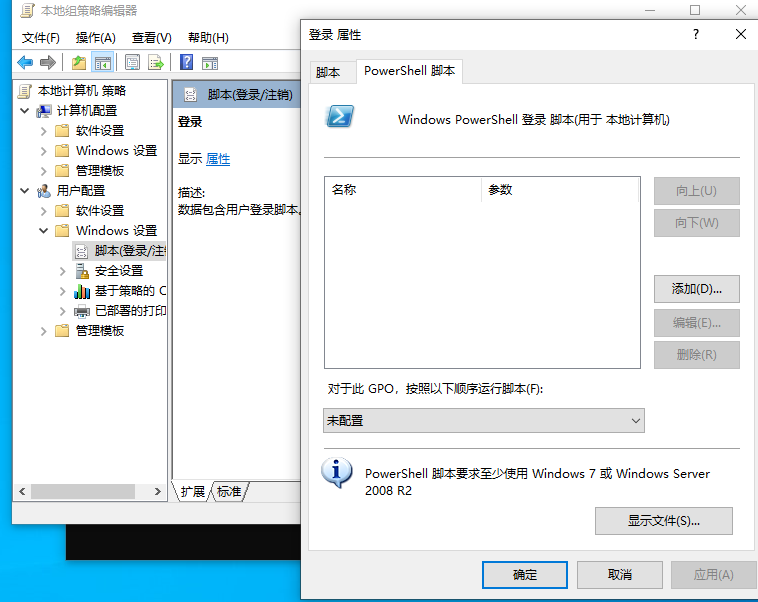 本地组策略编辑器
文件(F) 操作(A) 查看(V) 帮助(H)
本地计算机 策略
计算机配置
软件设置
Windows 设置
管理模板
用户配置
软件设置
Windows 设置
脚本(登录/注
安全设置
基于策略的
已部署的打印
管理模板
脚本(登录/注销)
登录
显示 属性
描述:
数据包含用户登录脚本。
扩展 标准
登录 属性
?
脚本 PowerShell 脚本
Windows PowerShell 登录 脚本(用于 本地计算机)
名称 参数
向上(U)
向下(W)
添加(D)...
编辑(E)...
删除(R)
对于此 GPO，按照以下顺序运行脚本(F):
未配置
PowerShell 脚本要求至少使用 Windows 7 或 Windows Server
2008 R2
显示文件(S)...
确定 取消 应用(A)